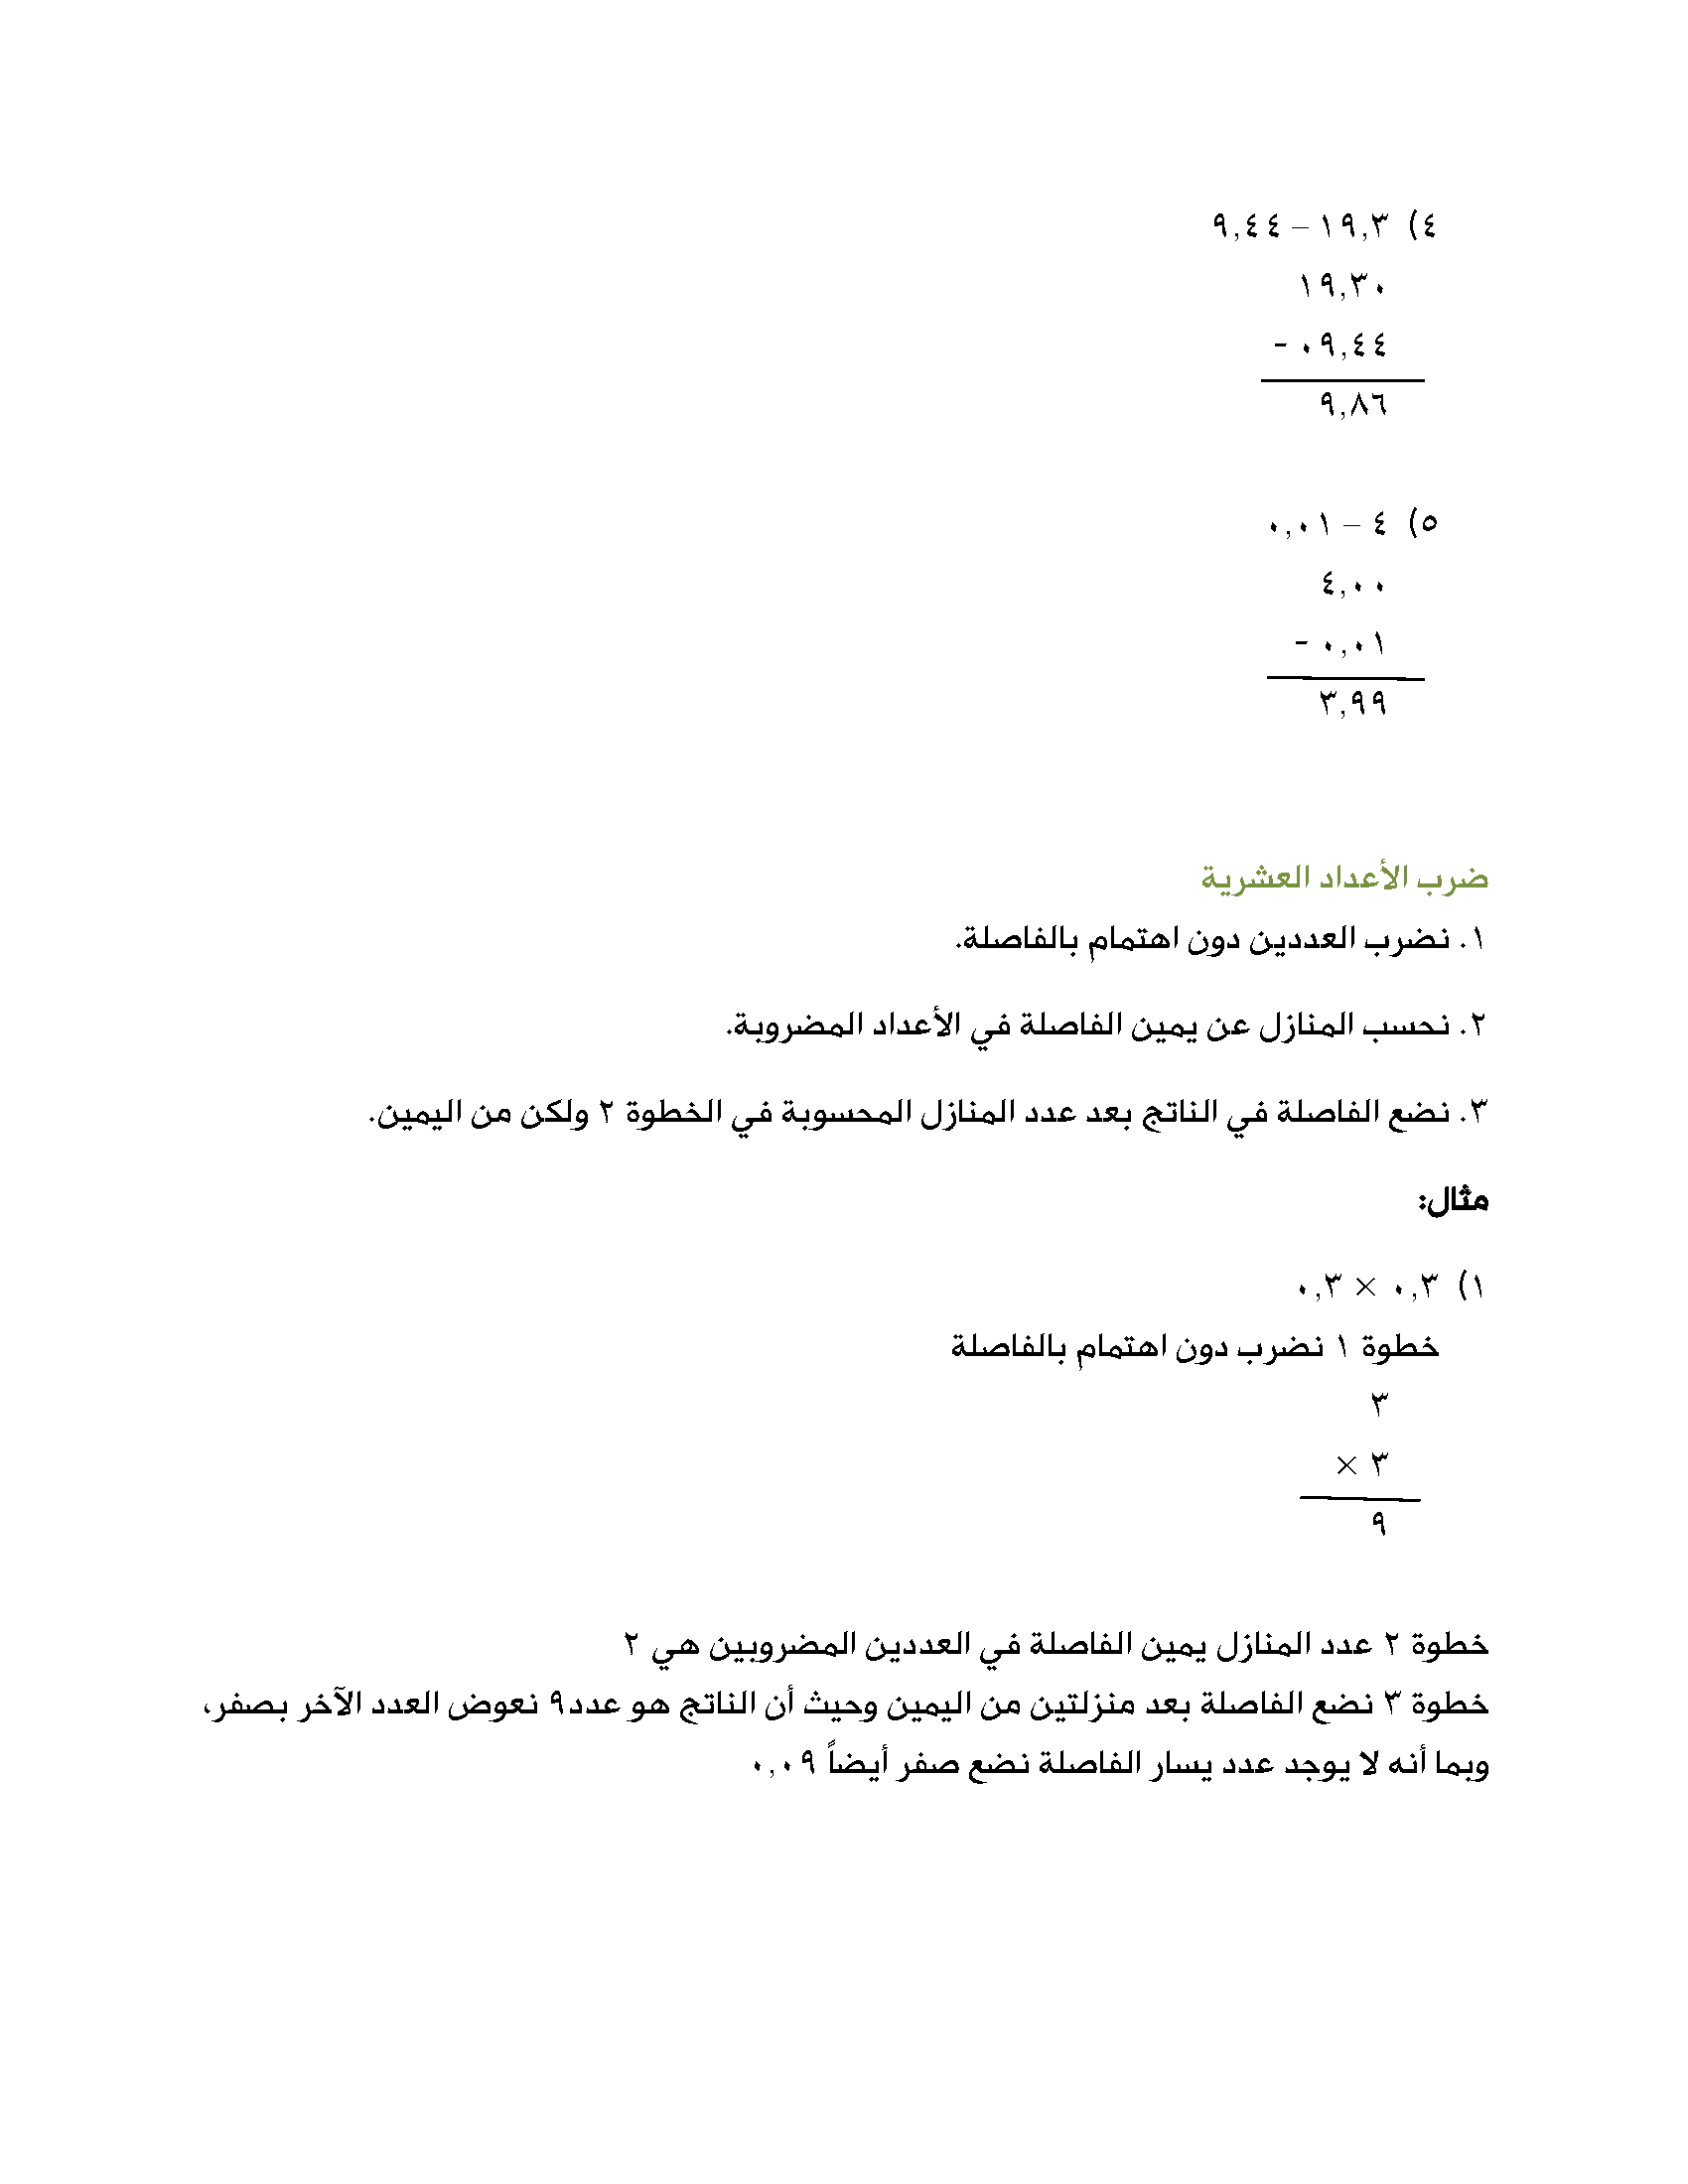 ٤) ١٩,٣ – ٩,٤٤
١٩,٣٠
٠٩,٤٤ -
٩,٨٦
٥) ٤ – ٠,٠١
٤,٠٠
٠,٠١ -
٣,٩٩
ضرب الأعداد العشرية
١. نضرب العددين دون اهتمام بالفاصلة.
٢. نحسب المنازل عن يمين الفاصلة في الأعداد المضروبة.
٣. نضع الفاصلة في الناتج بعد عدد المنازل المحسوبة في الخطوة ٢ ولكن من اليمين.
مثال:
١) ٠,٣ × ٠,٣
خطوة ١ نضرب دون اهتمام بالفاصلة
٣
٣ ×
٩
خطوة ٢ عدد المنازل يمين الفاصلة في العددين المضروبين هي ٢
خطوة ٣ نضع الفاصلة بعد منزلتين من اليمين وحيث أن الناتج هو عدد٩ نعوض العدد الآخر بصفر،
وبما أنه لا يوجد عدد يسار الفاصلة نضع صفر أيضاً ٠,٠٩